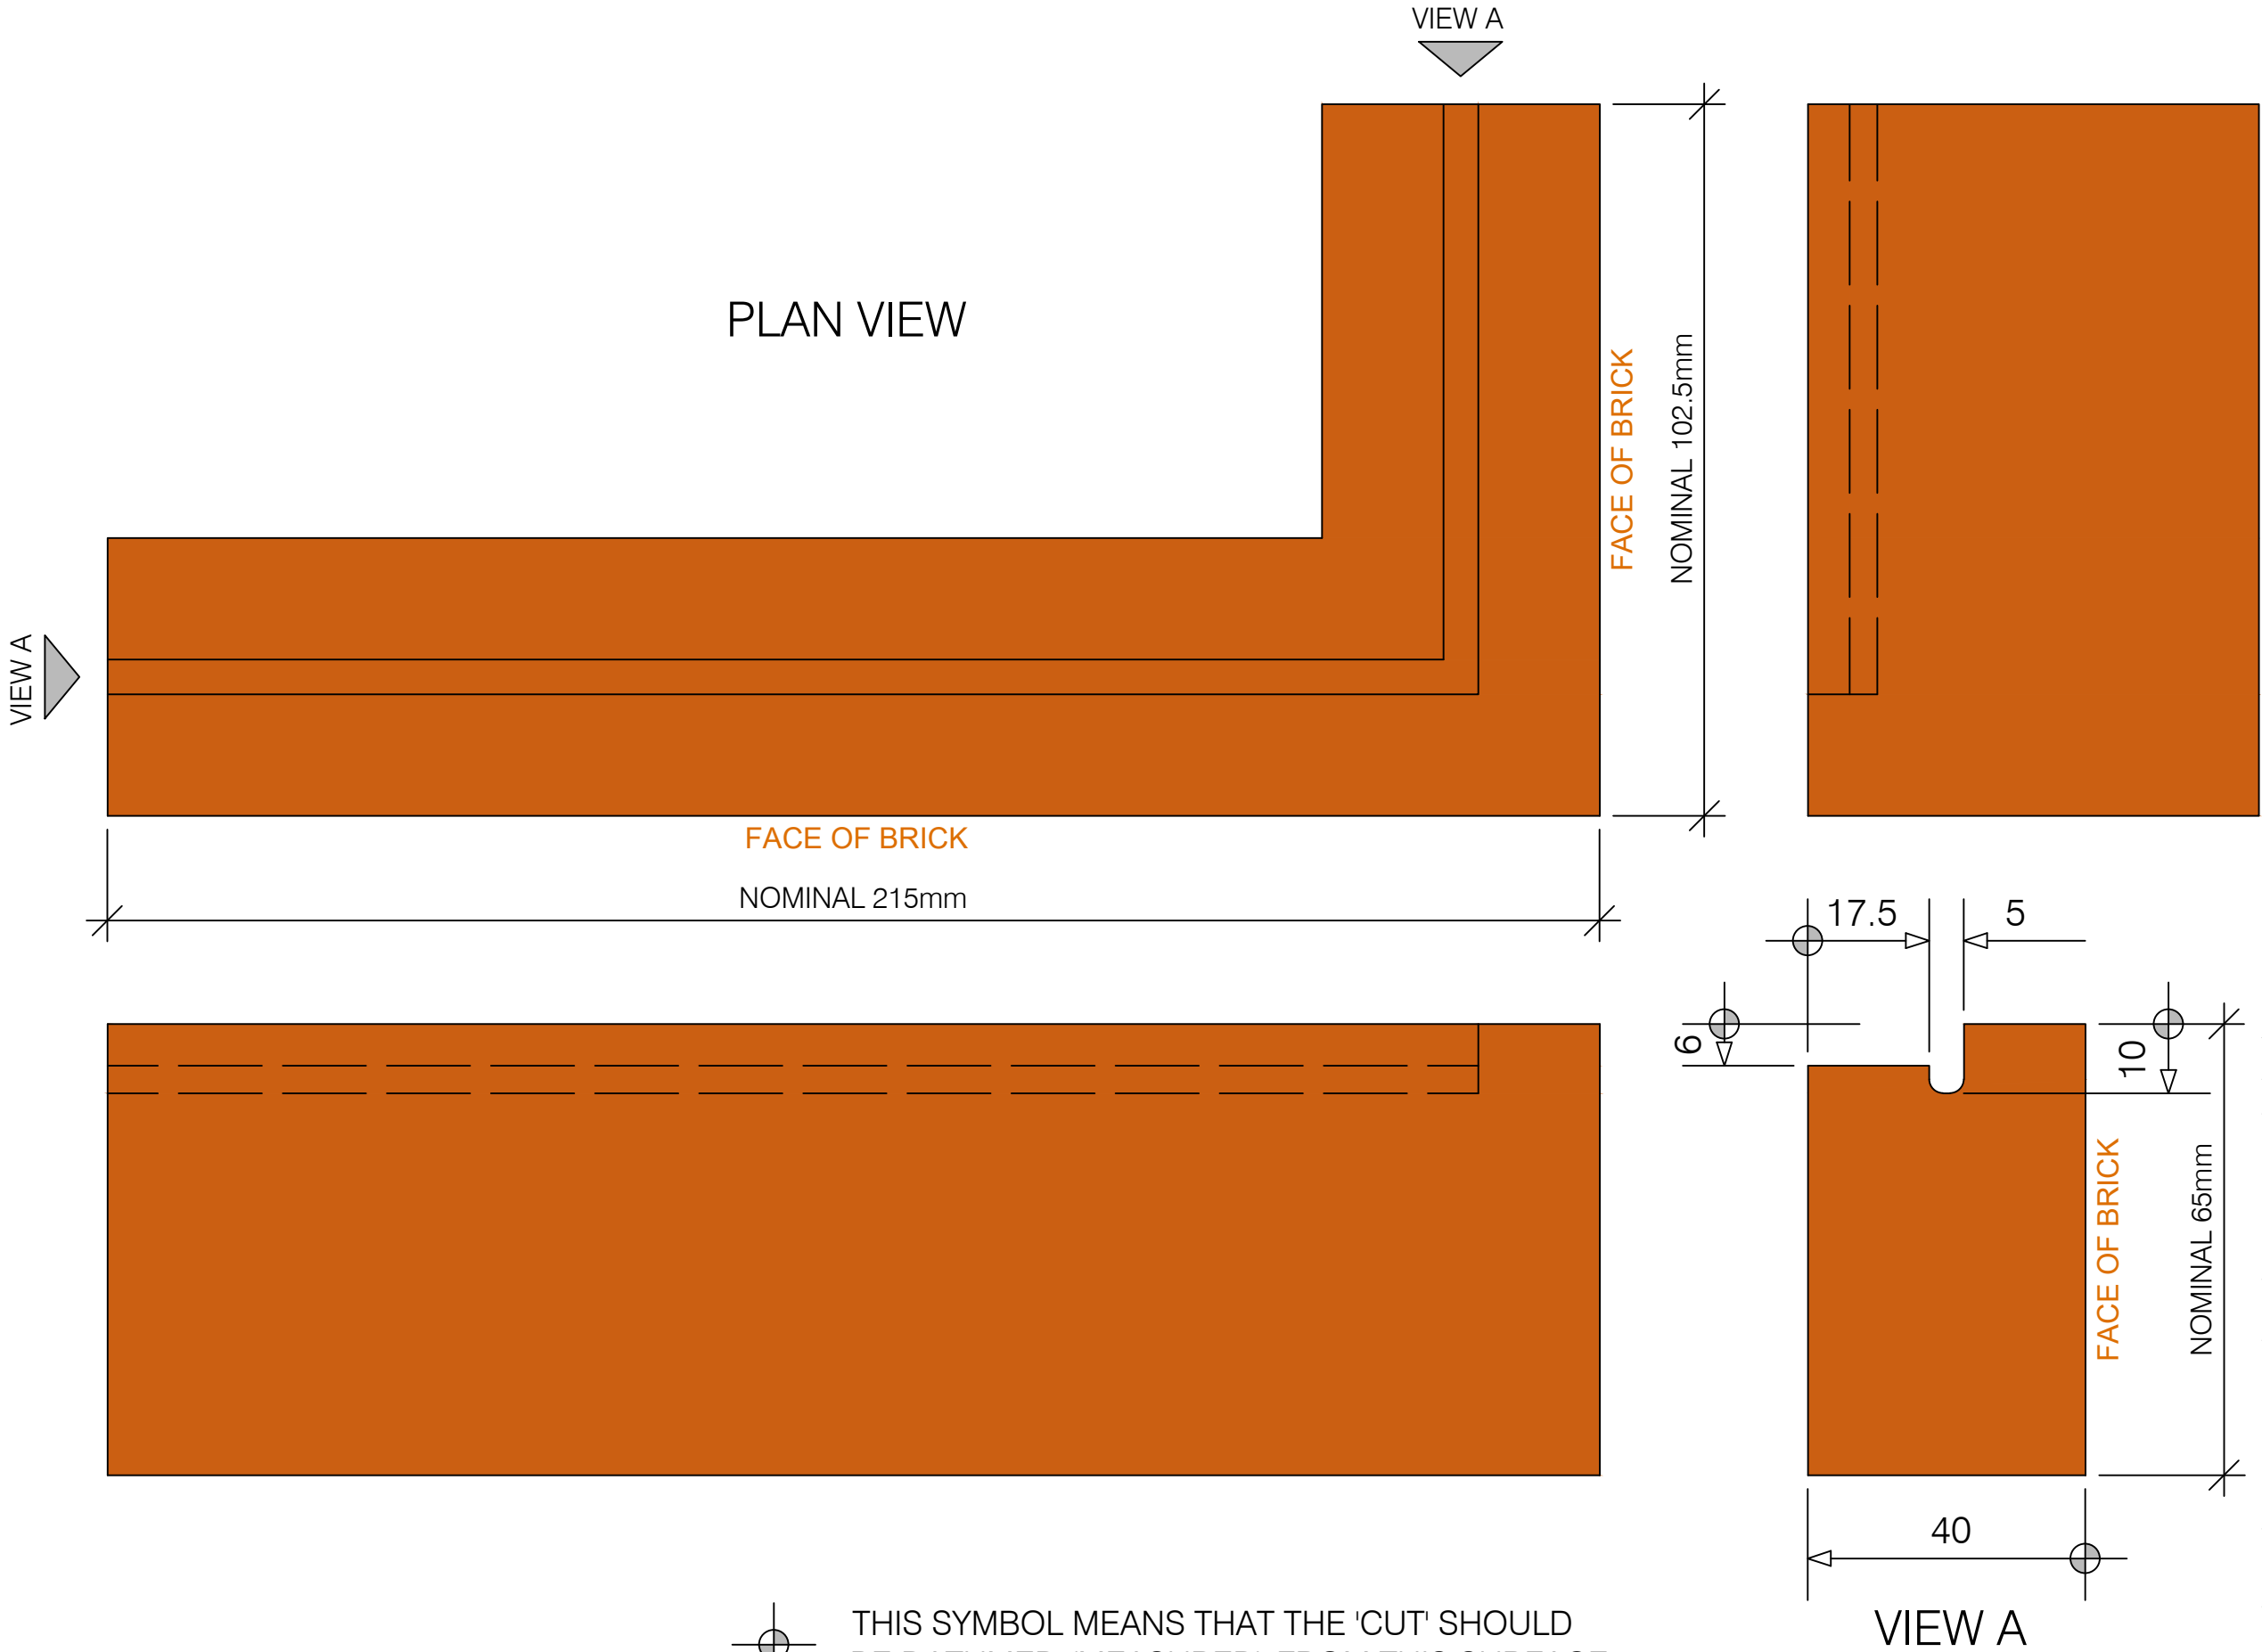 VIEW A
PLAN VIEW
FACE OF BRICK
NOMINAL 102.5mm
VIEW A
FACE OF BRICK
NOMINAL 215mm
17.5
5
6
10
FACE OF BRICK
NOMINAL 65mm
40
VIEW A
THIS SYMBOL MEANS THAT THE 'CUT' SHOULD